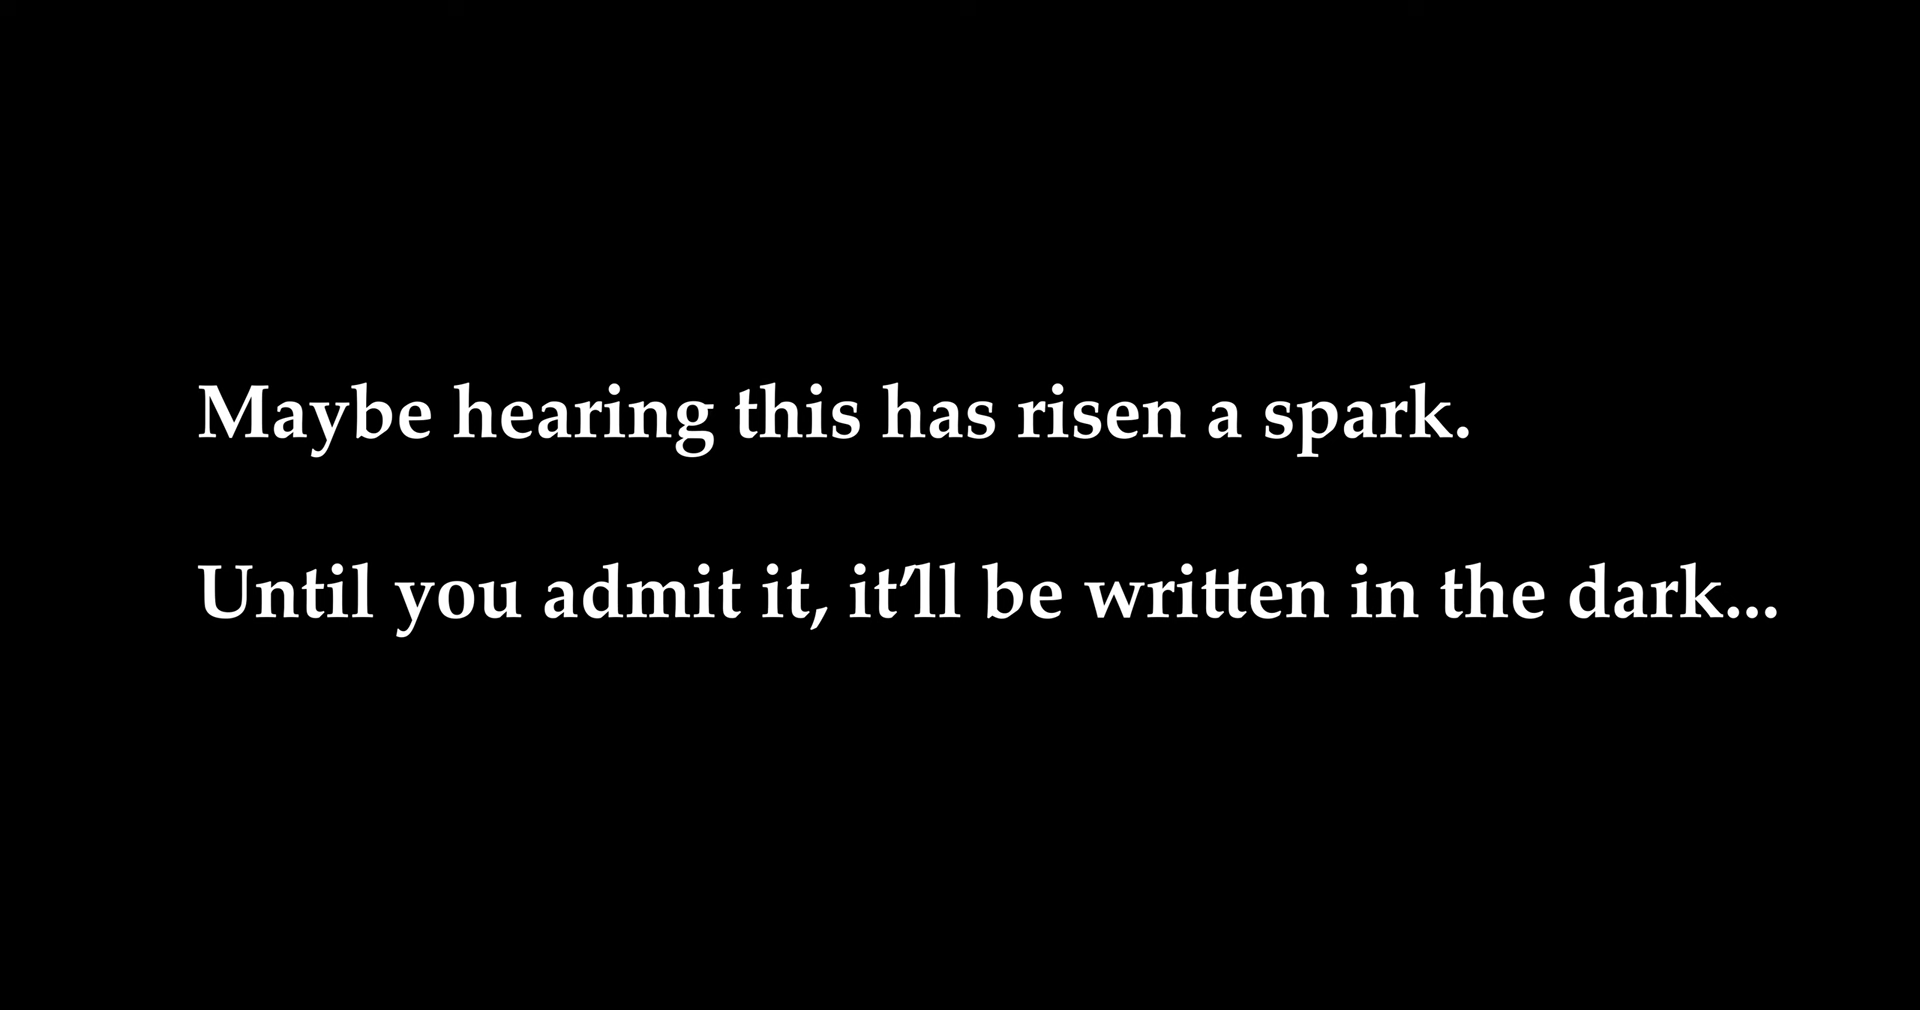 Maybe hearing this has risen a spark.
Until you admit it, it’ll be written in the dark...